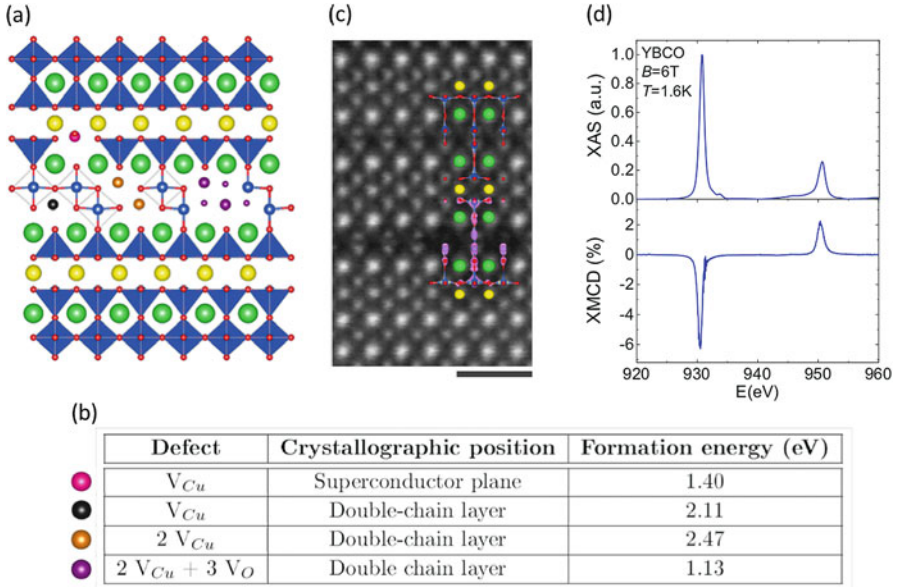 (a)
(c)
(d)
YBCO
B=6T
T=1.6K
XAS (a.u.)
1.0
0.8
0.6
0.4
0.2
0.0
XMCD (%)
2
0
-2
-4
-6
920 930 940 950 960
E(eV)
(b)
Defect Crystallographic position Formation energy (eV)
V_Cu Superconductor plane 1.40
V_Cu Double-chain layer 2.11
2 V_Cu Double-chain layer 2.47
2 V_Cu + 3 V_O Double chain layer 1.13